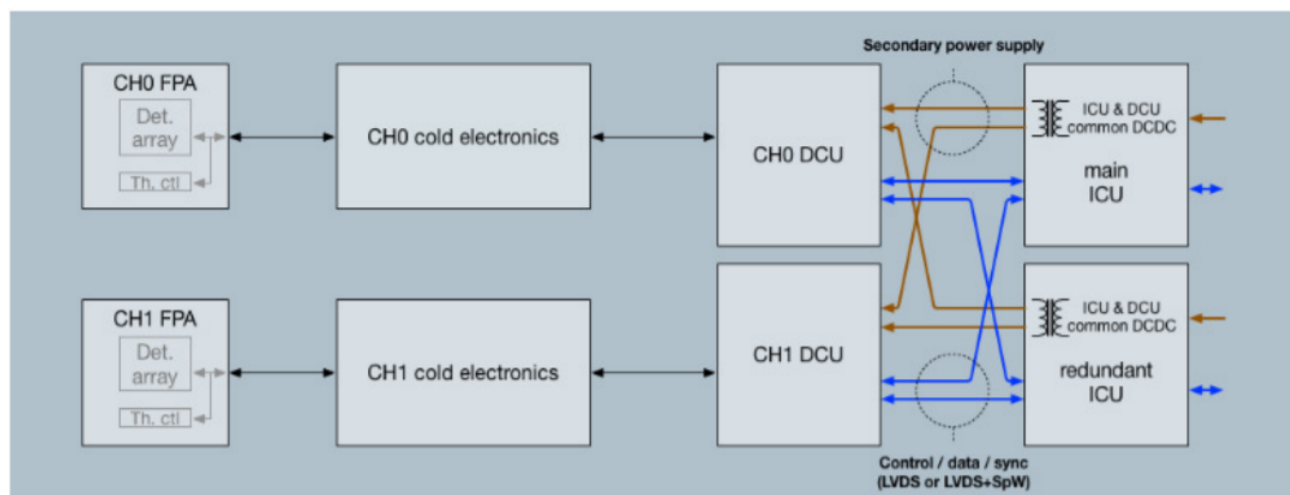 Secondary power supply
CH0 FPA
Det.
array
Th. ctl
CH0 cold electronics
CH0 DCU
ICU & DCU
common DCDC
main
ICU
CH1 FPA
Det.
array
Th. ctl
CH1 cold electronics
CH1 DCU
ICU & DCU
common DCDC
redundant
ICU
Control / data / sync
(LVDS or LVDS+SpW)